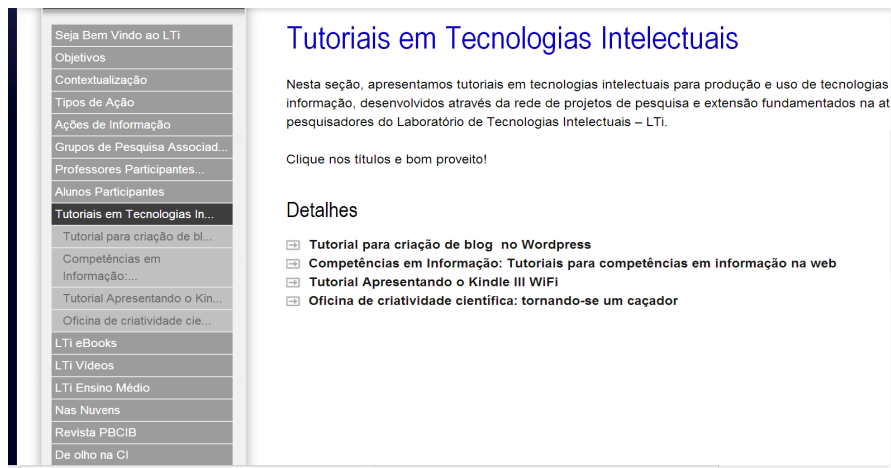 Seja Bem Vindo ao LTi
Objetivos
Contextualização
Tipos de Ação
Ações de Informação
Grupos de Pesquisa Associad...
Professores Participantes...
Alunos Participantes
Tutoriais em Tecnologias In...
Tutorial para criação de bl...
Competências em
Informação:...
Tutorial Apresentando o Kin...
Oficina de criatividade cie...
LTi eBooks
LTi Vídeos
LTi Ensino Médio
Nas Nuvens
Revista PBCIB
De olho na CI
Tutoriais em Tecnologias Intelectuais
Nesta seção, apresentamos tutoriais em tecnologias intelectuais para produção e uso de tecnologias
informação, desenvolvidos através da rede de projetos de pesquisa e extensão fundamentados na at
pesquisadores do Laboratório de Tecnologias Intelectuais – LTi.
Clique nos títulos e bom proveito!
Detalhes
Tutorial para criação de blog no Wordpress
Competências em Informação: Tutoriais para competências em informação na web
Tutorial Apresentando o Kindle III WiFi
Oficina de criatividade científica: tornando-se um caçador